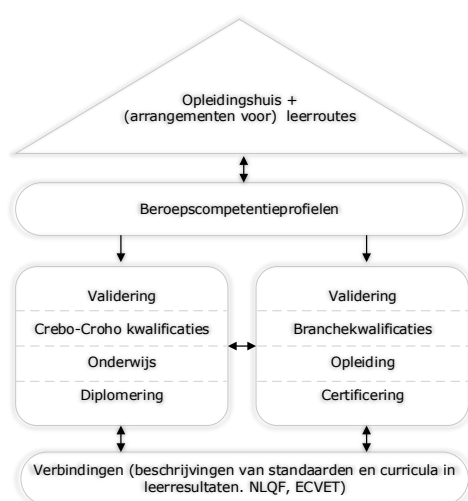 Opleidingshuis +
(arrangementen voor) leerroutes
Beroepscompetentieprofielen
Validering
Crebo-Croho kwalificaties
Onderwijs
Diplomering
Validering
Branchekwalificaties
Opleiding
Certificering
Verbindingen (beschrijvingen van standaarden en curricula in
leerresultaten. NLQF, ECVET)